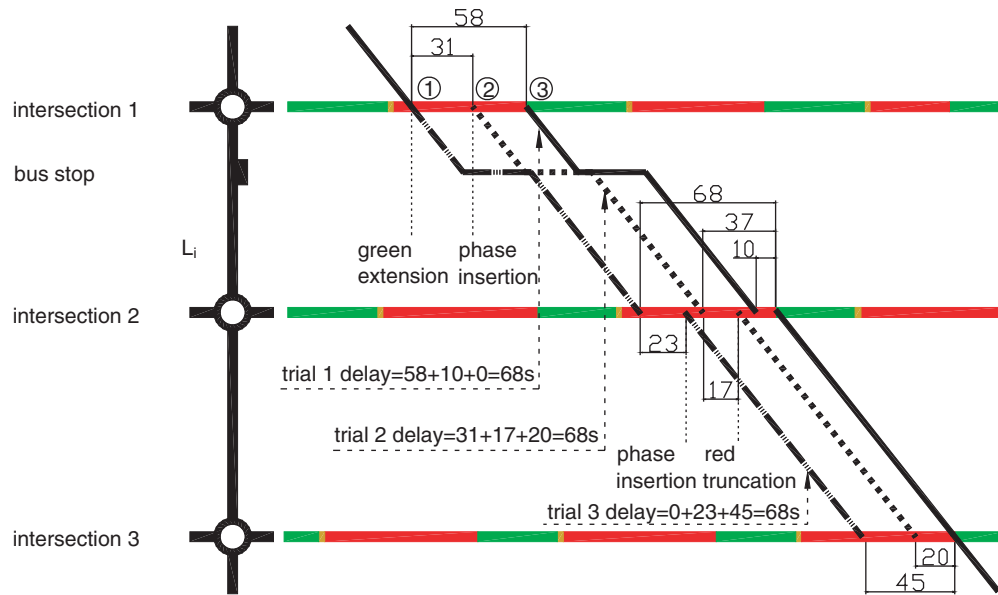 58
31
① ② ③
intersection 1
bus stop
68
37
10
Li
green extension
phase insertion
intersection 2
23
trial 1 delay=58+10+0=68s
17
trial 2 delay=31+17+20=68s
phase insertion
red truncation
trial 3 delay=0+23+45=68s
intersection 3
20
45